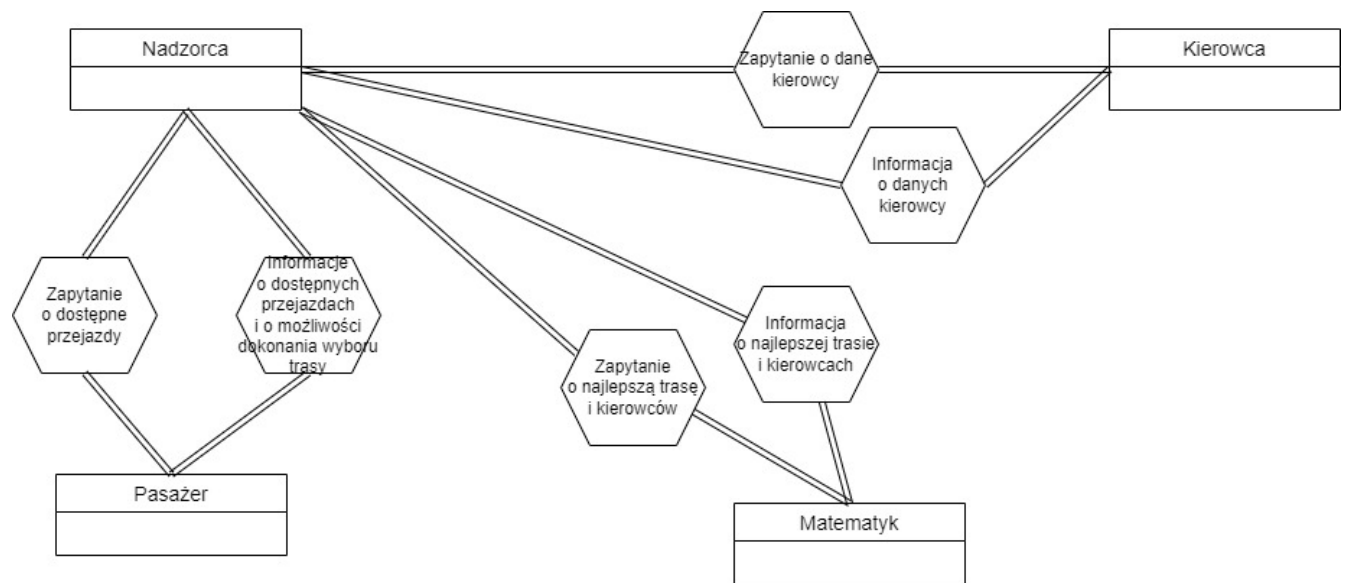 Nadzorca
Zapytanie o dane
kierowcy
Kierowca
Informacja
o danych
kierowcy
Zapytanie
o dostępne
przejazdy
Informacje
o dostępnych
przejazdach
i o możliwości
dokonania wyboru
trasy
Informacja
o najlepszej trasie
i kierowcach
Zapytanie
o najlepszą trasę
i kierowców
Pasażer
Matematyk